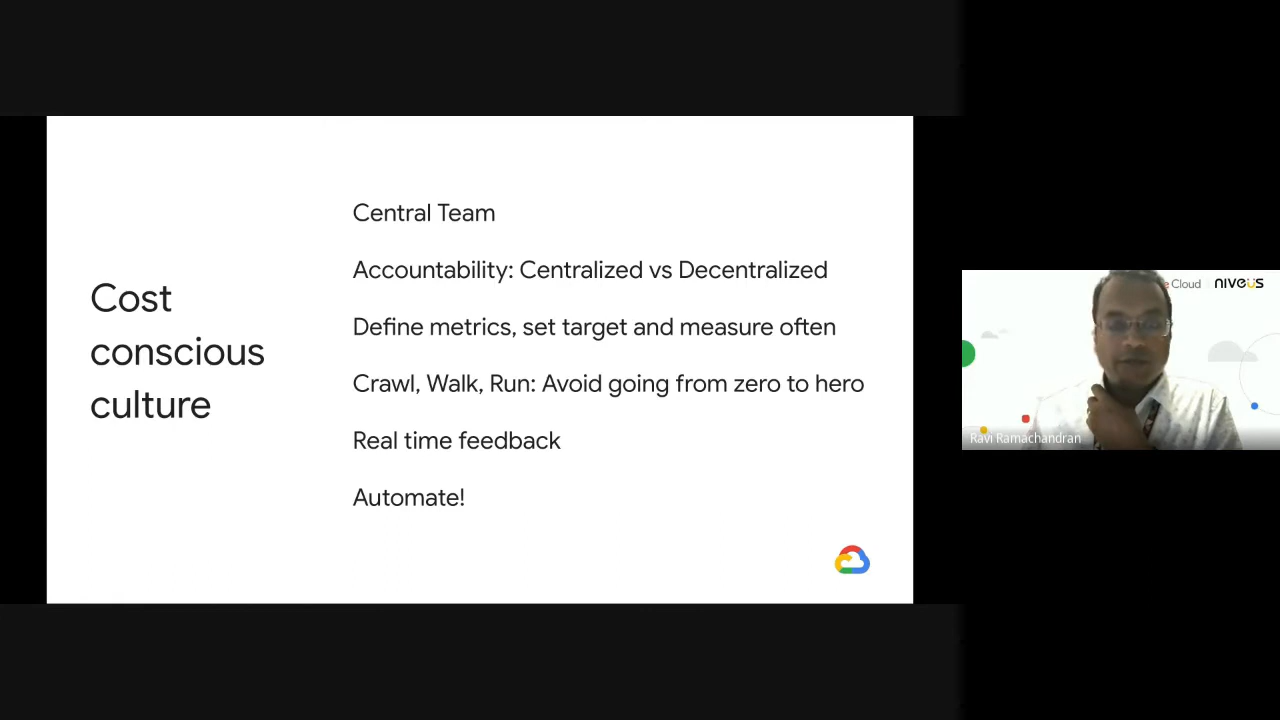 Cost
conscious
culture
Central Team
Accountability: Centralized vs Decentralized
Define metrics, set target and measure often
Crawl, Walk, Run: Avoid going from zero to hero
Real time feedback
Automate!
Cloud
niveus
Ravi Ramachandran